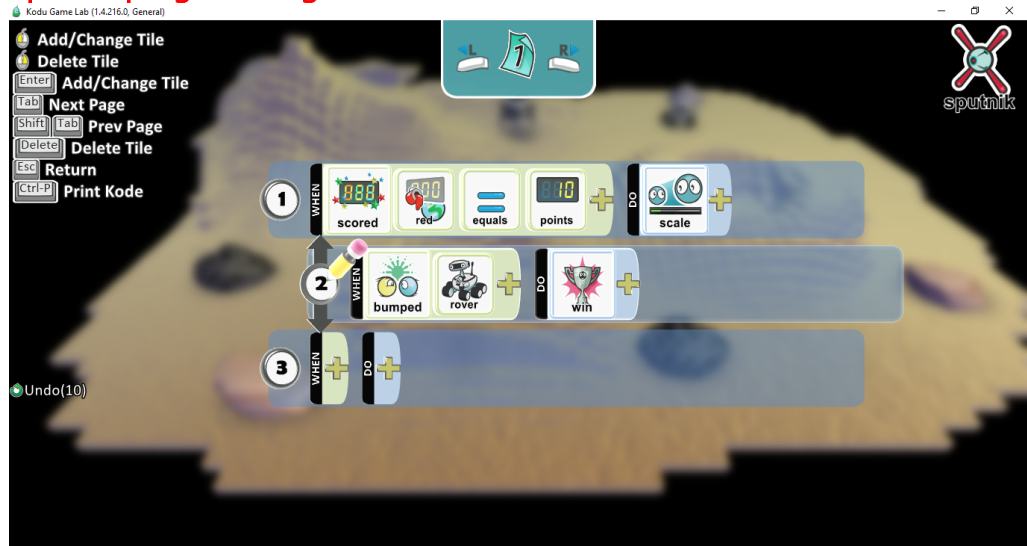 Kodu Game Lab (1.4.216.0, General)
Add/Change Tile
Delete Tile
Enter Add/Change Tile
Tab Next Page
Shift Tab Prev Page
Delete Delete Tile
Esc Return
Ctrl-P Print Kode
L 1 R
sputnik
1 WHEN scored red equals 10 points DO scale
2 WHEN bumped rover DO win
3 WHEN DO
Undo(10)